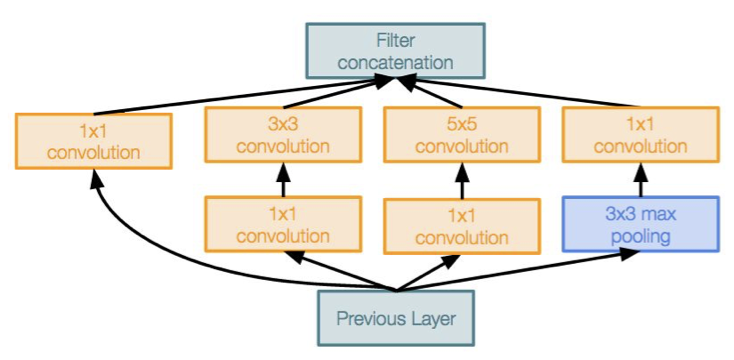 Filter
concatenation
1x1
convolution
3x3
convolution
5x5
convolution
1x1
convolution
1x1
convolution
1x1
convolution
3x3 max
pooling
Previous Layer